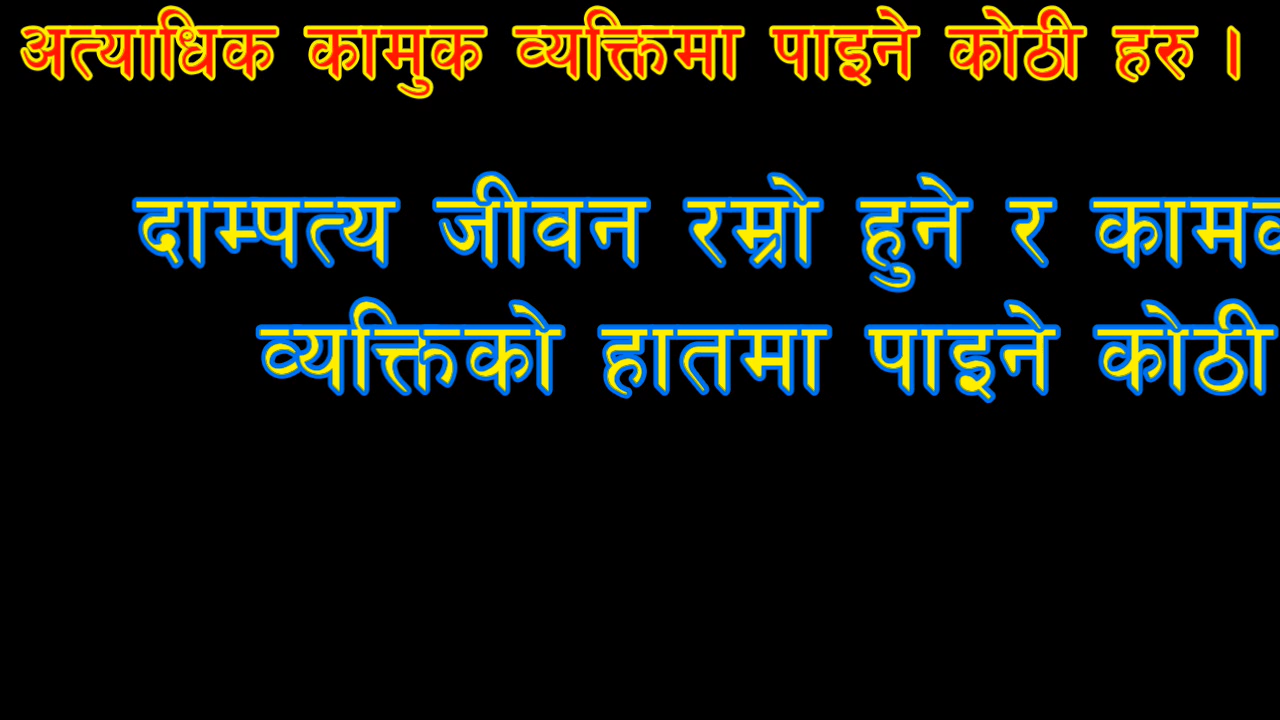 अत्याधिक कामुक व्यक्तिमा पाइने कोठी हरु ।
दाम्पत्य जीवन रम्रो हुने र
व्यक्तिको हातमा पाइने कोठी